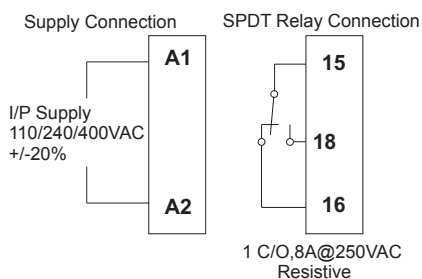 Supply Connection
SPDT Relay Connection
A1
I/P Supply
110/240/400VAC
+/-20%
A2
15
18
16
1 C/O,8A@250VAC
Resistive